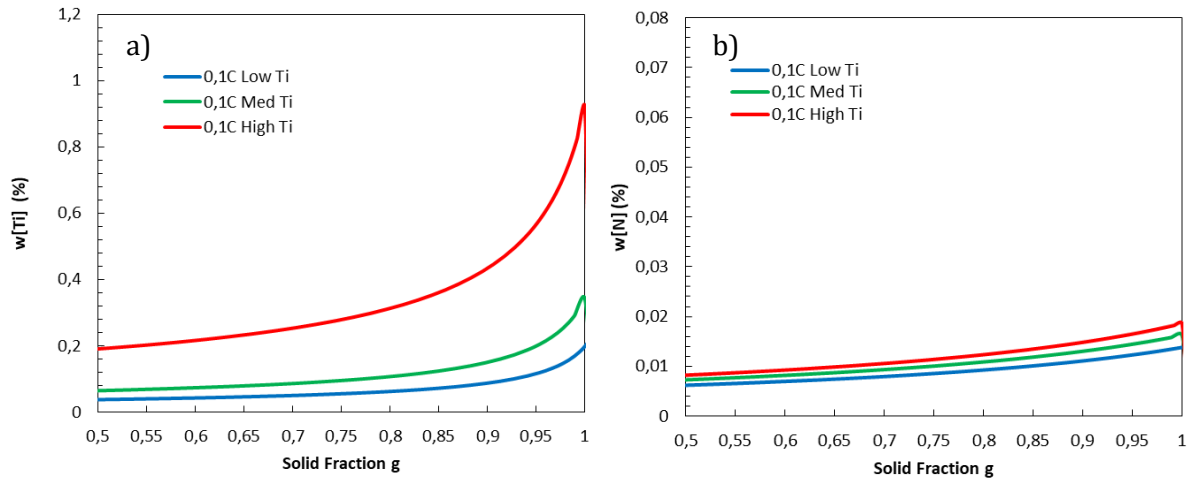 a)
1,2
1
0,8
0,6
0,4
0,2
0
w[Ti] (%)
0,1C Low Ti
0,1C Med Ti
0,1C High Ti
0,5 0,55 0,6 0,65 0,7 0,75 0,8 0,85 0,9 0,95 1
Solid Fraction g
b)
0,08
0,07
0,06
0,05
0,04
0,03
0,02
0,01
0
w[N] (%)
0,1C Low Ti
0,1C Med Ti
0,1C High Ti
0,5 0,55 0,6 0,65 0,7 0,75 0,8 0,85 0,9 0,95 1
Solid Fraction g